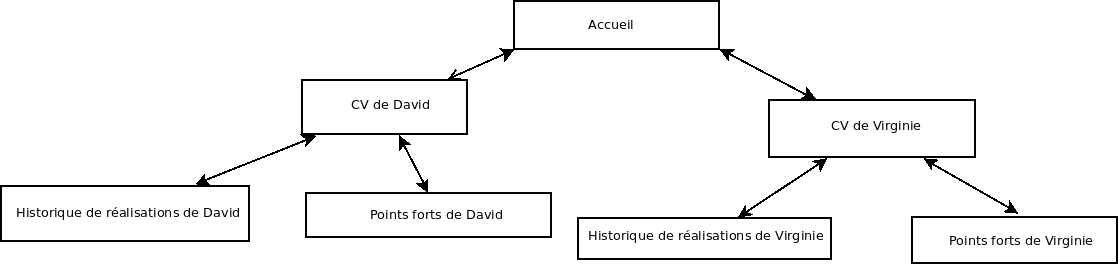 Accueil
CV de David
CV de Virginie
Historique de réalisations de David
Points forts de David
Historique de réalisations de Virginie
Points forts de Virginie